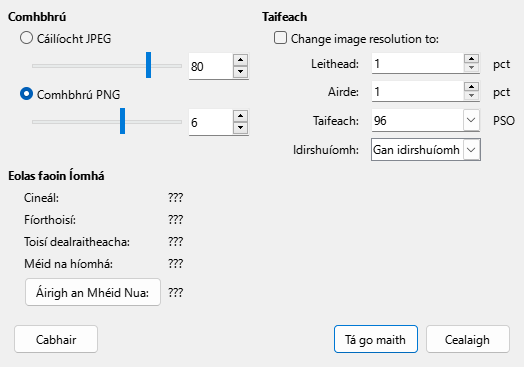 Comhbhrú
Cáilíocht JPEG
80
Comhbhrú PNG
6
Taifeach
Change image resolution to:
Leithead: 1 pct
Airde: 1 pct
Taifeach: 96 PSO
Idirshuíomh: Gan idirshuíomh
Eolas faoin Íomhá
Cineál: ???
Fíorthoisí: ???
Toisí dealraitheacha: ???
Méid na híomhá: ???
Áirigh an Mhéid Nua: ???
Cabhair
Tá go maith
Cealaigh